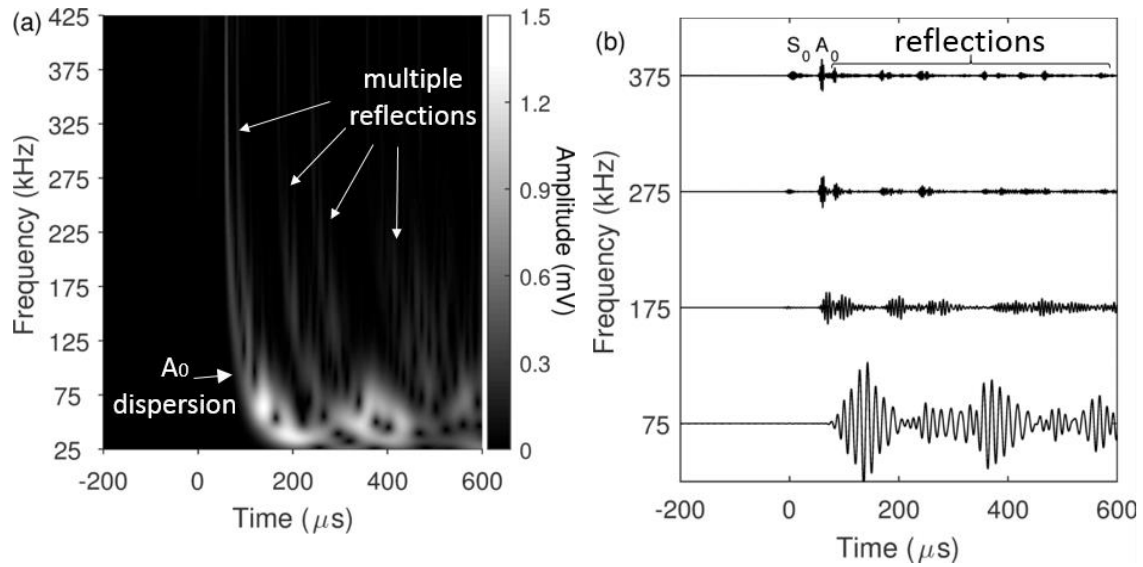 (a)
425
375
325
275
225
175
125
75
25
Frequency (kHz)
multiple
reflections
A0
dispersion
-200
0
200
400
600
Time (μs)
1.5
1.2
0.9
0.6
0.3
0
Amplitude (mV)
(b)
S0 A0
reflections
375
275
175
75
Frequency (kHz)
-200
0
200
400
600
Time (μs)